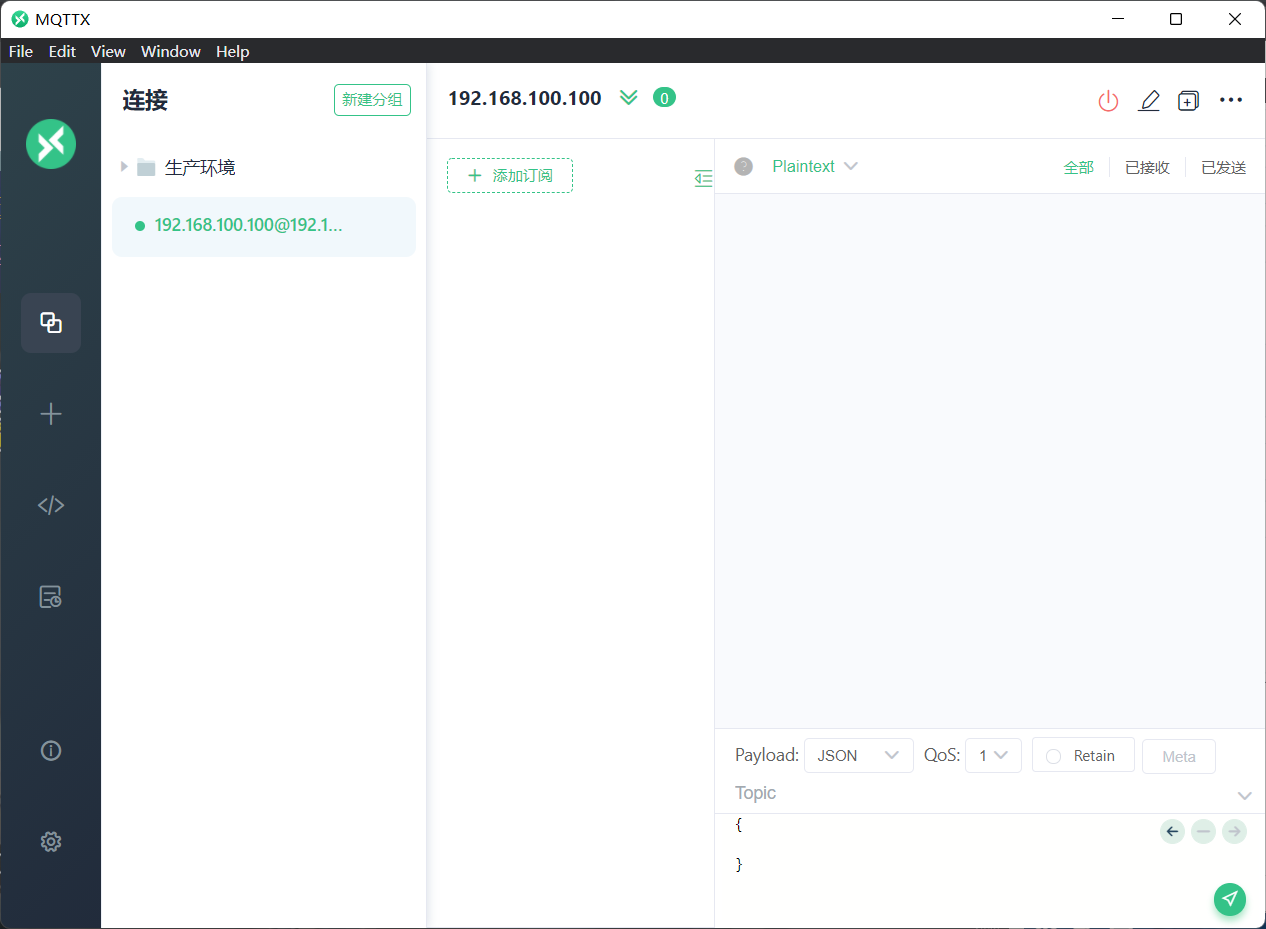 MQTTX
File Edit View Window Help
连接
新建分组
生产环境
192.168.100.100@192.1...
192.168.100.100
0
添加订阅
? Plaintext
全部 已接收 已发送
Payload: JSON QoS: 1 Retain Meta
Topic
{
}